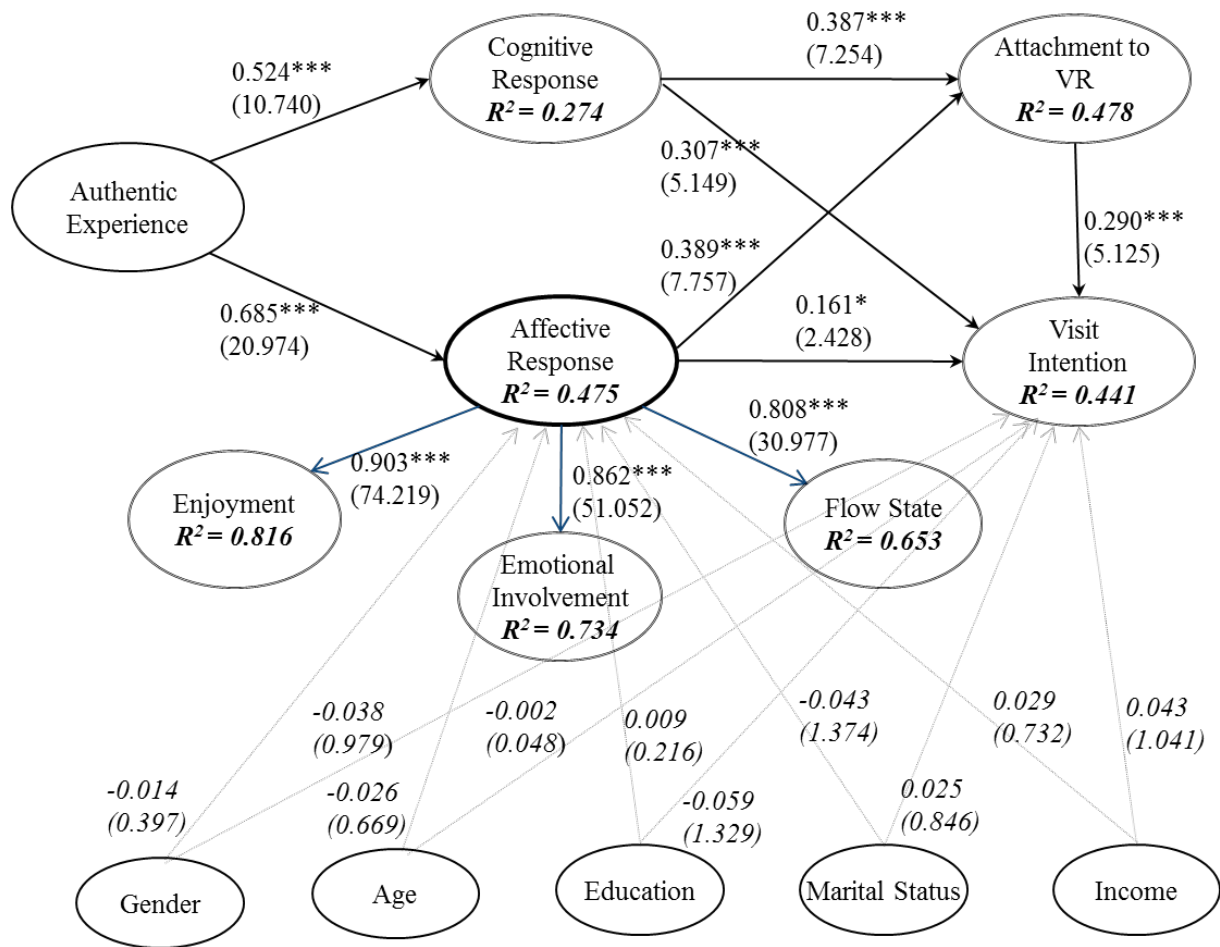 0.387***
(7.254)
Cognitive
Response
R² = 0.274
Attachment to
VR
R² = 0.478
0.524***
(10.740)
0.307***
(5.149)
Authentic
Experience
0.290***
(5.125)
0.389***
(7.757)
0.685***
(20.974)
0.161*
(2.428)
Affective
Response
R² = 0.475
Visit
Intention
R² = 0.441
0.808***
(30.977)
0.903***
(74.219)
0.862***
(51.052)
Enjoyment
R² = 0.816
Flow State
R² = 0.653
Emotional
Involvement
R² = 0.734
-0.038
(0.979)
-0.002
(0.048)
0.009
(0.216)
-0.043
(1.374)
0.029
(0.732)
0.043
(1.041)
-0.014
(0.397)
-0.026
(0.669)
-0.059
(1.329)
0.025
(0.846)
Gender
Age
Education
Marital Status
Income